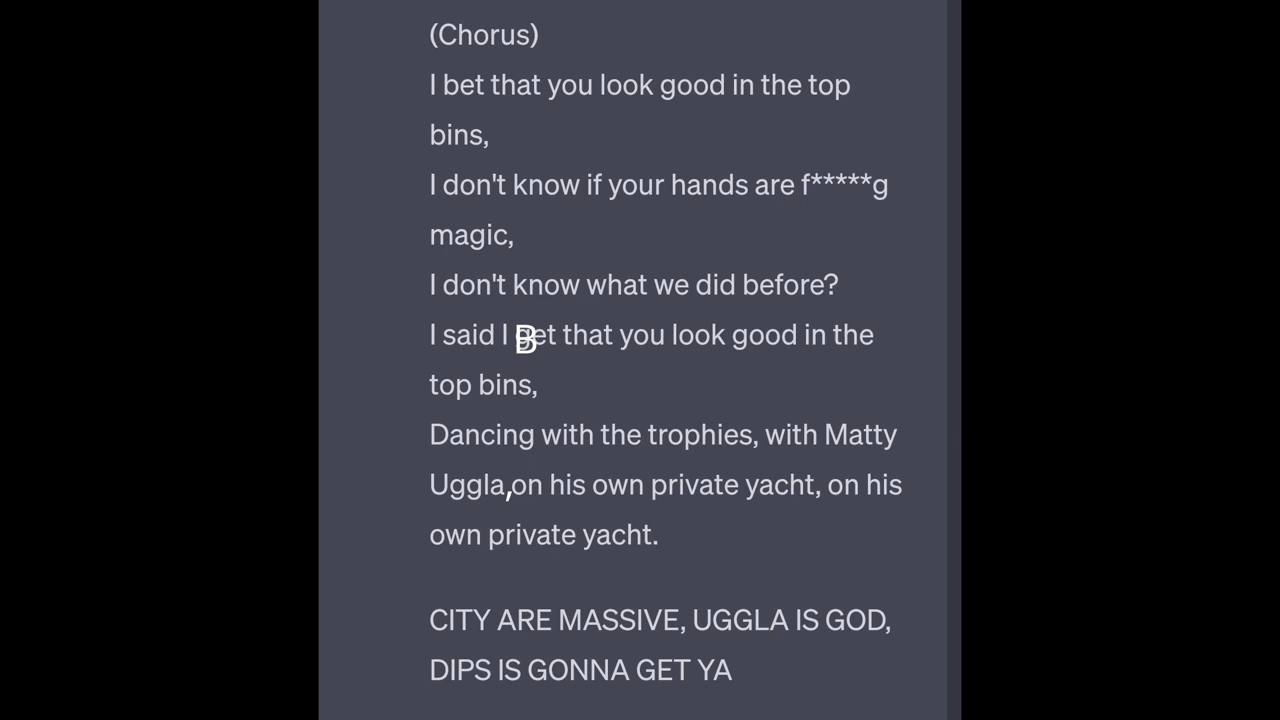 (Chorus)
I bet that you look good in the top
bins,
I don't know if your hands are f*****g
magic,
I don't know what we did before?
I said I Bet that you look good in the
top bins,
Dancing with the trophies, with Matty
Uggla,on his own private yacht, on his
own private yacht.
CITY ARE MASSIVE, UGGLA IS GOD,
DIPS IS GONNA GET YA